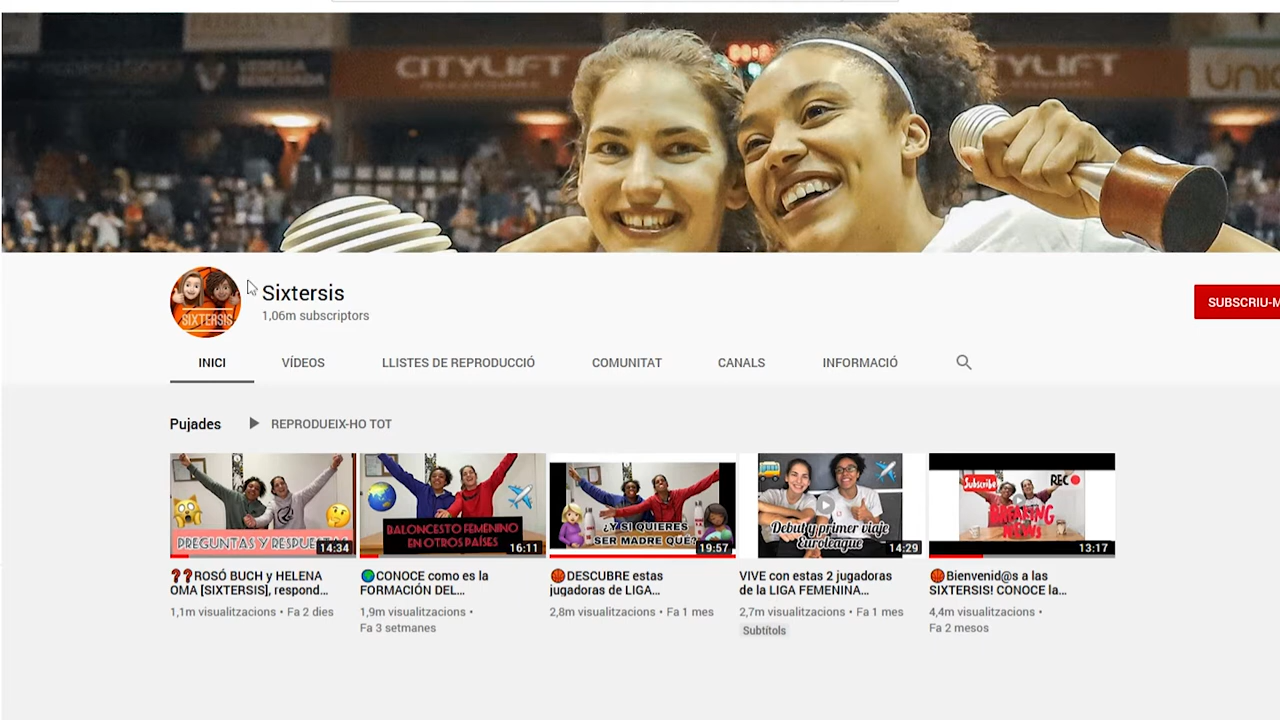 CITYLIFT
Sixtersis
1,06m subscriptors
SUBSCRIU-M
SIXTERSIS
INICI
VÍDEOS
LLISTES DE REPRODUCCIÓ
COMUNITAT
CANALS
INFORMACIÓ
Pujades
REPRODUEIX-HO TOT
PREGUNTAS Y RESPUESTAS
14:34
BALONCESTO FEMENINO
EN OTROS PAÍSES
16:11
¿Y SI QUIERES
SER MADRE QUÉ?
19:57
Debut y primer viaje
Euroleague
14:29
Subscribe
REC
BREAKING
NEWS
13:17
❓❓ROSÓ BUCH y HELENA
OMA [SIXTERSIS], respond...
1,1m visualitzacions • Fa 2 dies
🌍CONOCE como es la
FORMACIÓN DEL...
1,9m visualitzacions •
Fa 3 setmanes
🏀DESCUBRE estas
jugadoras de LIGA...
2,8m visualitzacions • Fa 1 mes
VIVE con estas 2 jugadoras
de la LIGA FEMENINA...
2,7m visualitzacions • Fa 1 mes
Subtítols
🏀Bienvenid@s a las
SIXTERSIS! CONOCE la...
4,4m visualitzacions •
Fa 2 mesos